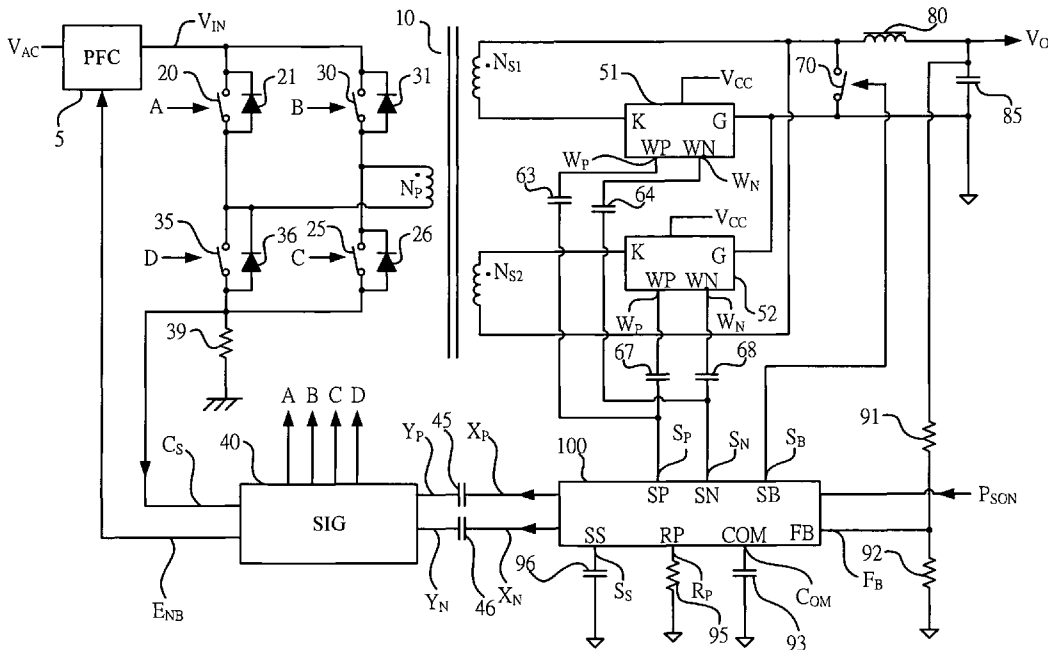 V_IN
10
80
V_AC
PFC
V_O
20
21
30
31
N_S1
51
V_CC
70
A
B
K
G
85
5
WP
WN
W_P
W_N
63
64
N_P
V_CC
35
36
25
26
K
G
D
C
N_S2
WP
WN
52
W_P
W_N
39
67
68
A
B
C
D
91
C_S
40
Y_P
45
X_P
100
S_P
S_N
S_B
SP
SN
SB
P_SON
SIG
SS
RP
COM
FB
92
96
S_S
R_P
F_B
E_NB
Y_N
46
X_N
95
93
C_OM